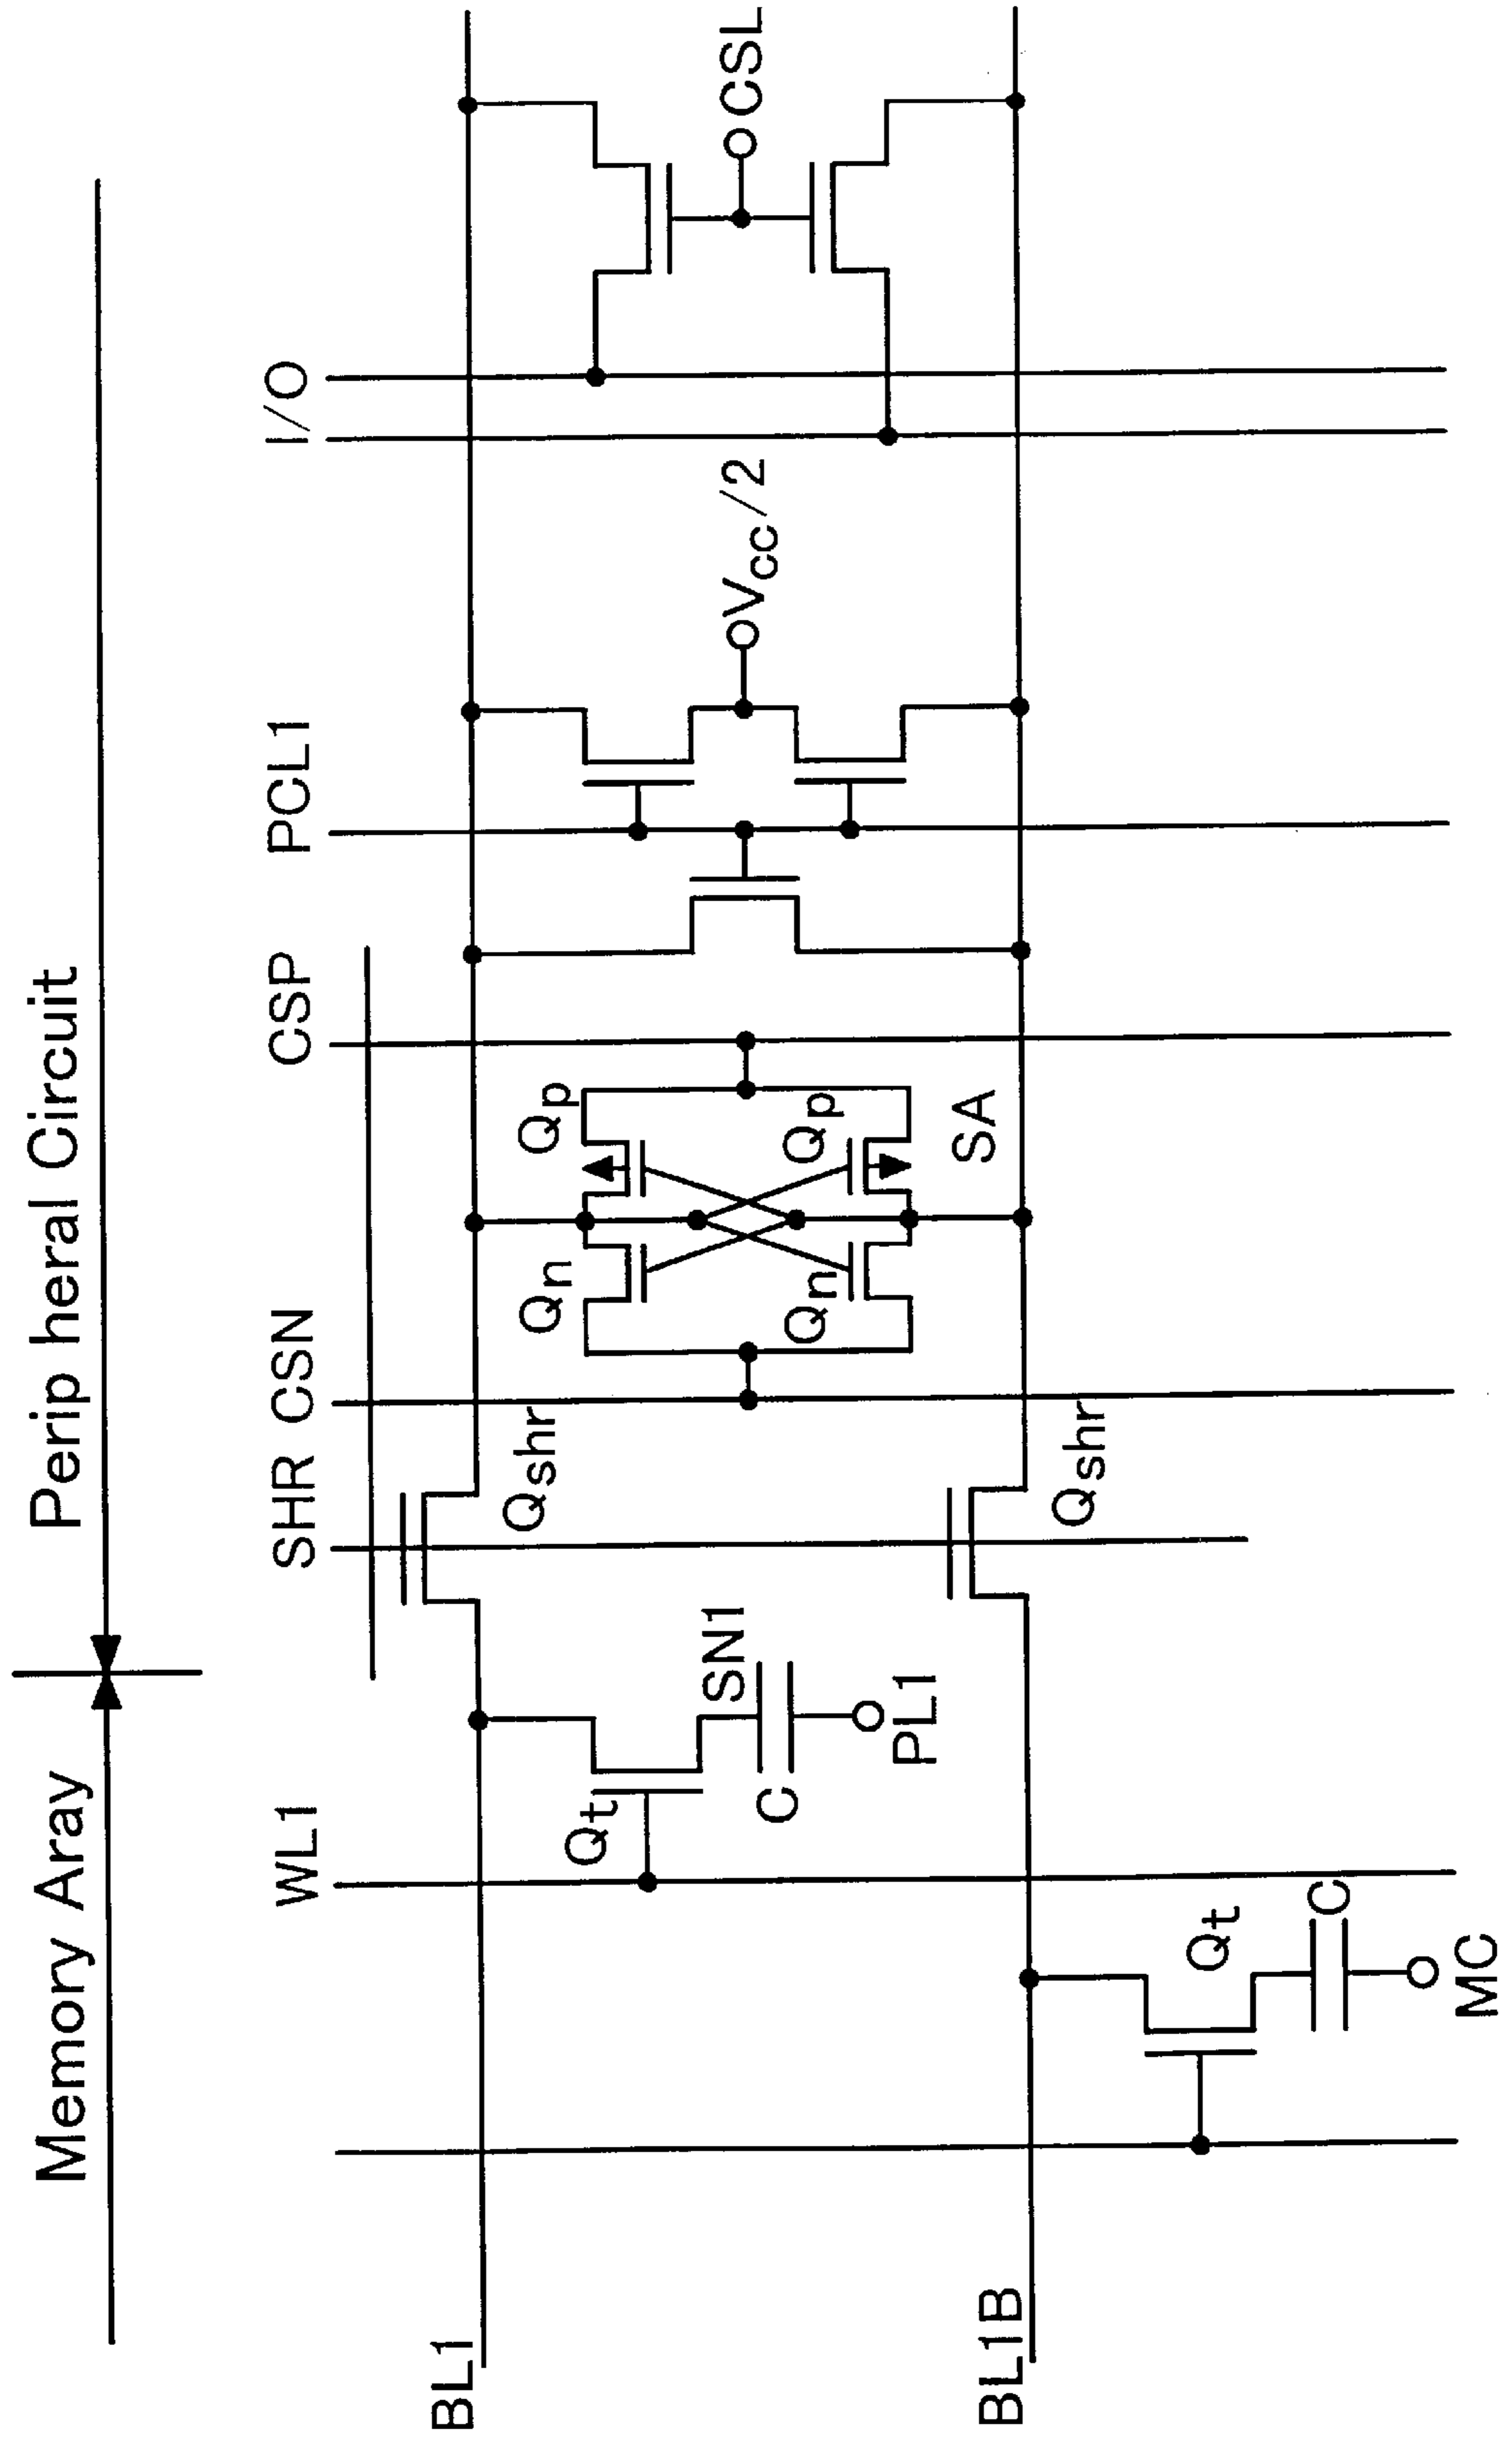 Memory Aray
Perip heral Circuit
WL1
SHR
CSN
CSP
PCL1
I/O
BL1
Qt
SN1
C
PL1
Qshr
Qn
Qp
Qn
Qp
SA
Vcc/2
CSL
BL1B
Qshr
Qt
C
MC